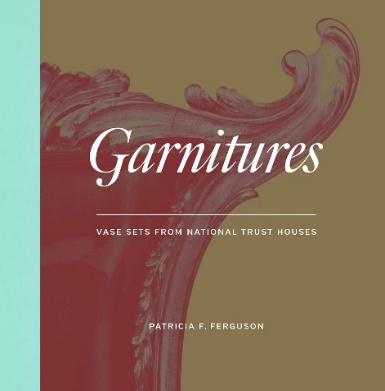 Garnitures
VASE SETS FROM NATIONAL TRUST HOUSES
PATRICIA F. FERGUSON